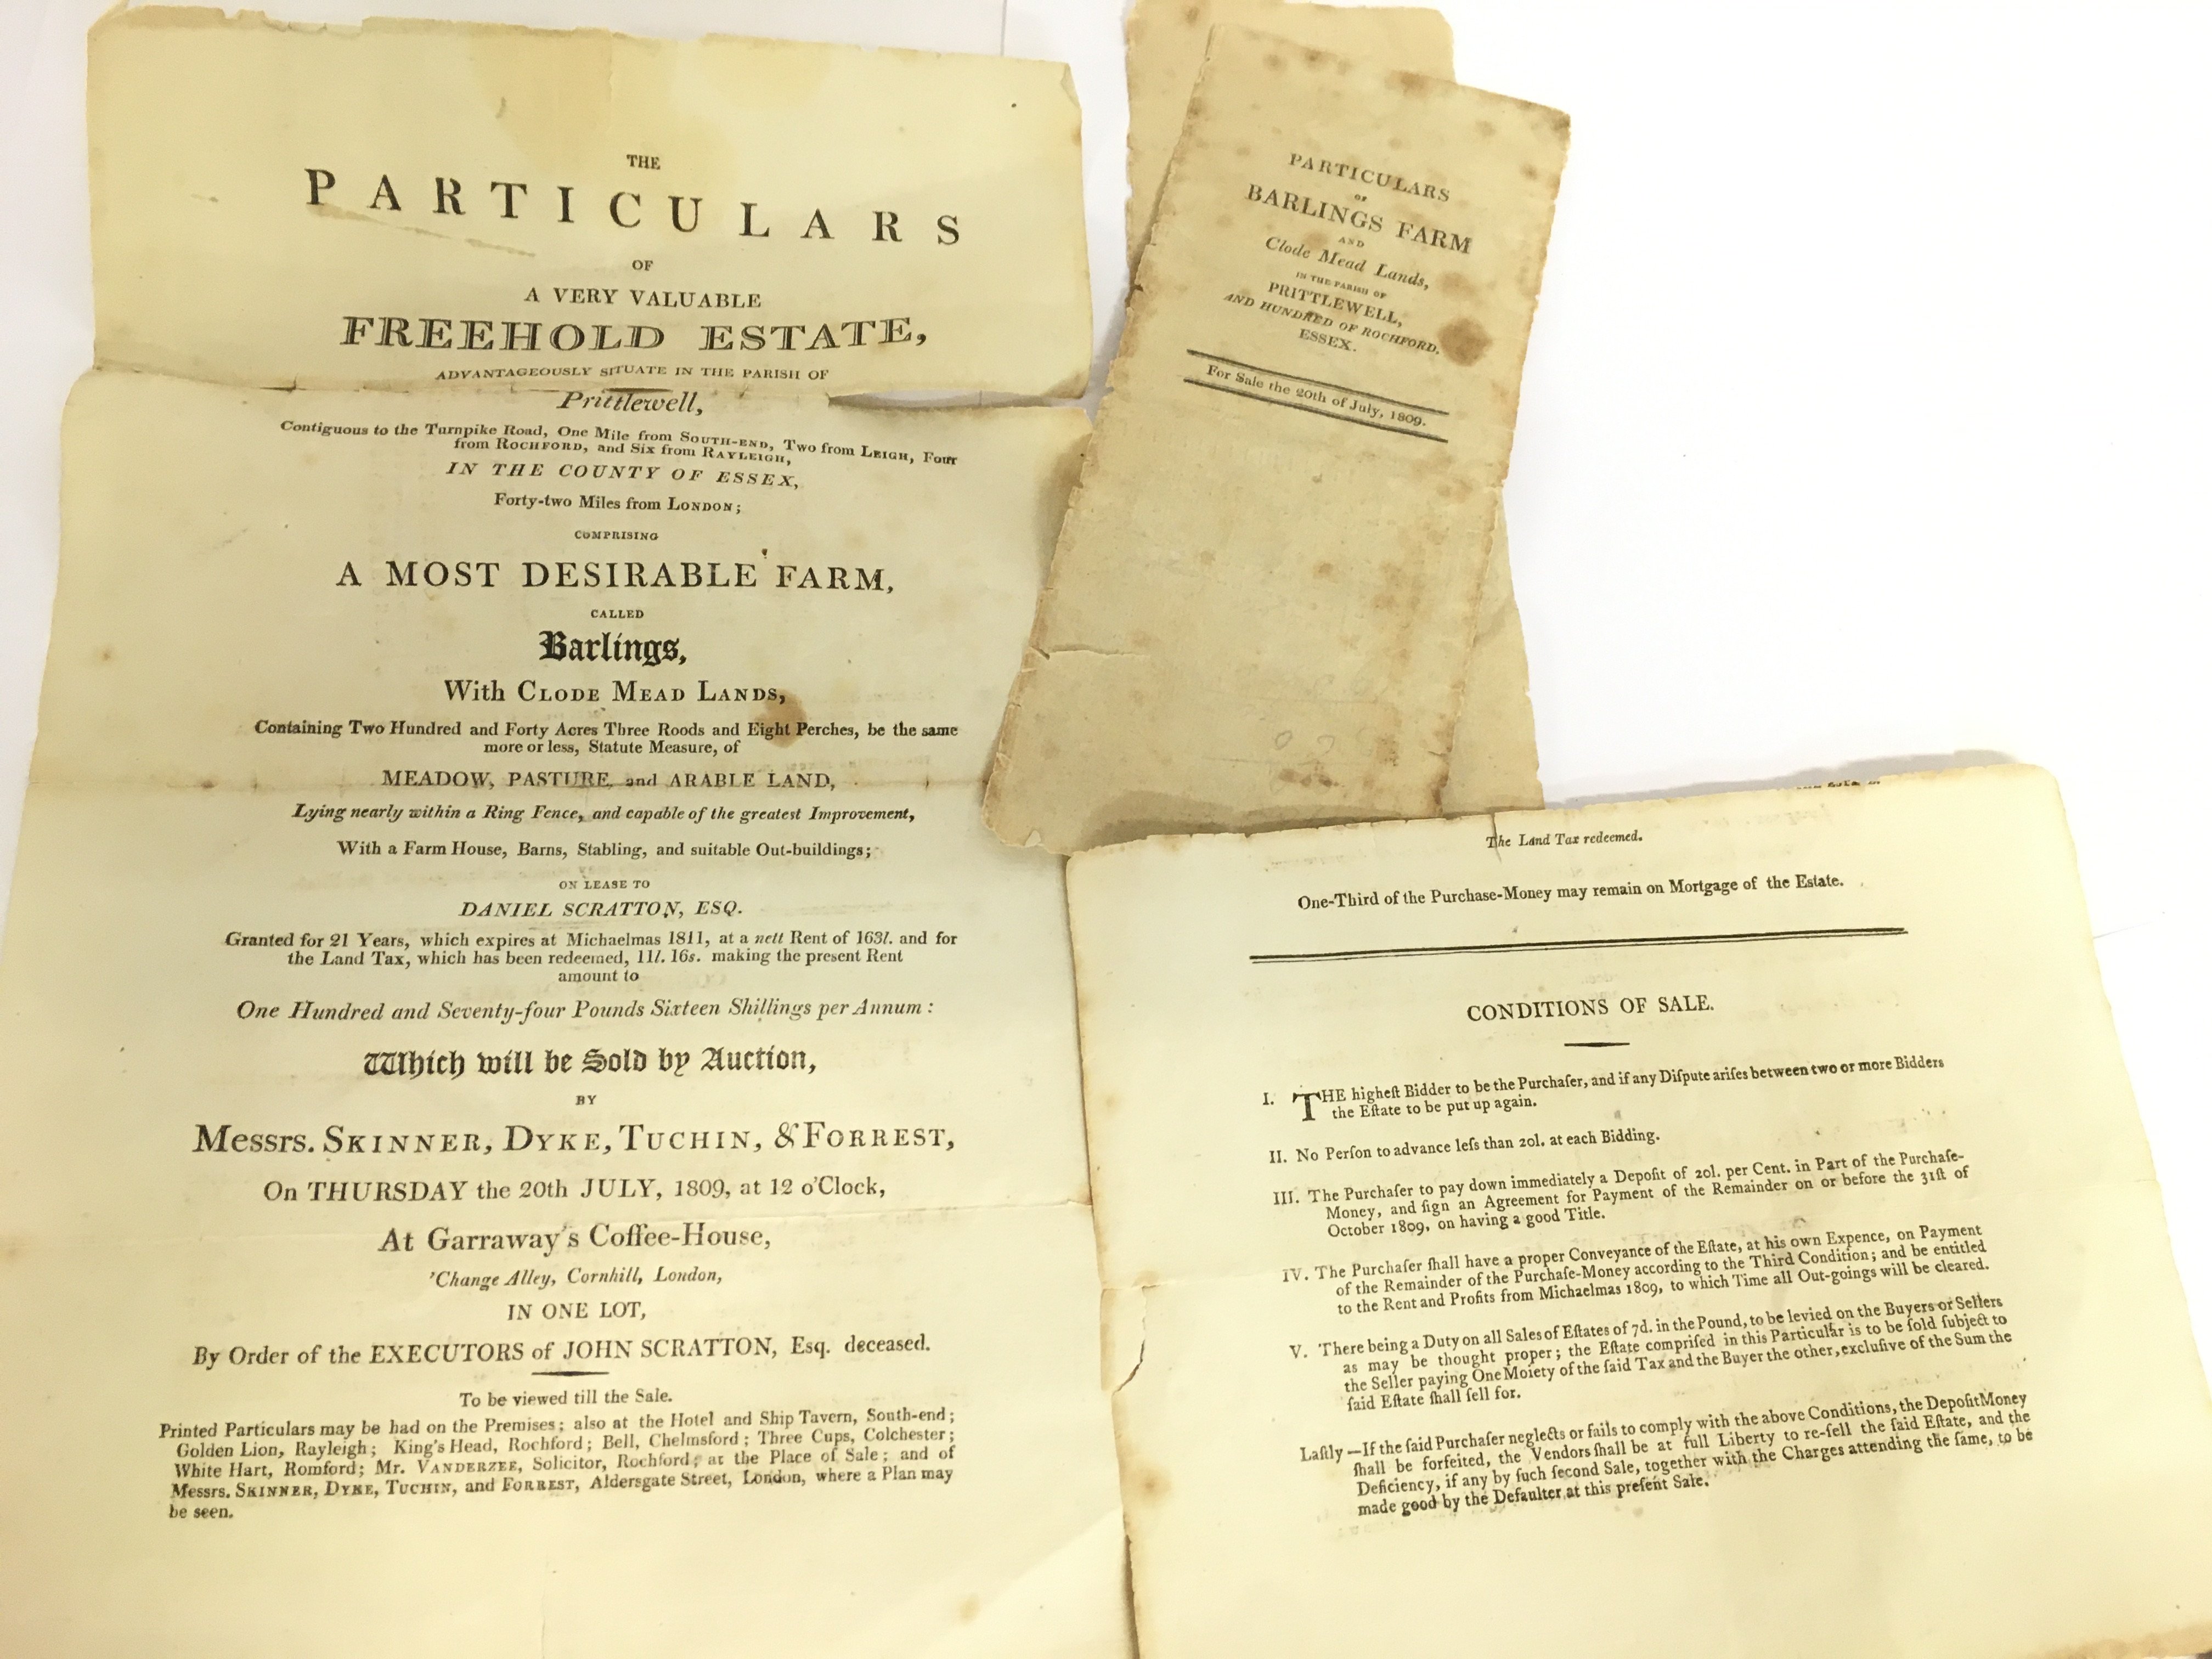 THE
PARTICULARS
OF
A VERY VALUABLE
FREEHOLD ESTATE,
ADVANTAGEOUSLY SITUATE IN THE PARISH OF
Prittlewell,
Contiguous to the Turnpike Road, One Mile from SOUTH-END, Two from LEIGH, Four
from ROCHFORD, and Six from RAYLEIGH,
IN THE COUNTY OF ESSEX,
Forty-two Miles from LONDON;
COMPRISING
A MOST DESIRABLE FARM,
CALLED
Barlings,
With CLODE MEAD LANDS,
Containing Two Hundred and Forty Acres Three Roods and Eight Perches, be the same
more or less, Statute Measure, of
MEADOW, PASTURE, and ARABLE LAND,
Lying nearly within a Ring Fence, and capable of the greatest Improvement,
With a Farm House, Barns, Stabling, and suitable Out-buildings;
ON LEASE TO
DANIEL SCRATTON, ESQ.
Granted for 21 Years, which expires at Michaelmas 1811, at a nett Rent of 163l. and for
the Land Tax, which has been redeemed, 11l. 16s. making the present Rent
amount to
One Hundred and Seventy-four Pounds Sixteen Shillings per Annum:
Which will be Sold by Auction,
BY
Messrs. SKINNER, DYKE, TUCHIN, & FORREST,
On THURSDAY the 20th JULY, 1809, at 12 o'Clock,
At Garraway's Coffee-House,
'Change Alley, Cornhill, London,
IN ONE LOT,
By Order of the EXECUTORS of JOHN SCRATTON, Esq. deceased.
To be viewed till the Sale.
Printed Particulars may be had on the Premises; also at the Hotel and Ship Tavern, South-end;
Golden Lion, Rayleigh; King's Head, Rochford; Bell, Chelmsford; Three Cups, Colchester;
White Hart, Romford; Mr. VANDERZEE, Solicitor, Rochford; at the Place of Sale; and of
Messrs. SKINNER, DYKE, TUCHIN, and FORREST, Aldersgate Street, London, where a Plan may
be seen.
PARTICULARS
OF
BARLINGS FARM
AND
Clode Mead Lands,
IN THE PARISH OF
PRITTLEWELL,
AND HUNDRED OF ROCHFORD,
ESSEX.
For Sale the 20th of July, 1809.
The Land Tax redeemed.
One-Third of the Purchase-Money may remain on Mortgage of the Estate.
CONDITIONS OF SALE.
I. THE higheſt Bidder to be the Purchaſer, and if any Diſpute ariſes between two or more Bidders
the Eſtate to be put up again.
II. No Perſon to advance leſs than 20l. at each Bidding.
III. The Purchaſer to pay down immediately a Depoſit of 20l. per Cent. in Part of the Purchaſe-
Money, and ſign an Agreement for Payment of the Remainder on or before the 31ſt of
October 1809, on having a good Title.
IV. The Purchaſer ſhall have a proper Conveyance of the Eſtate, at his own Expence, on Payment
of the Remainder of the Purchaſe-Money according to the Third Condition; and be entitled
to the Rent and Profits from Michaelmas 1809, to which Time all Out-goings will be cleared.
V. There being a Duty on all Sales of Eſtates of 7d. in the Pound, to be levied on the Buyers or Sellers
as may be thought proper; the Eſtate compriſed in this Particular is to be ſold ſubject to
the Seller paying One Moiety of the ſaid Tax and the Buyer the other, excluſive of the Sum the
ſaid Eſtate ſhall ſell for.
Laſtly—If the ſaid Purchaſer neglects or fails to comply with the above Conditions, the Depoſit Money
ſhall be forfeited, the Vendors ſhall be at full Liberty to re-ſell the ſaid Eſtate, and the
Deficiency, if any by ſuch ſecond Sale, together with the Charges attending the ſame, to be
made good by the Defaulter at this preſent Sale.